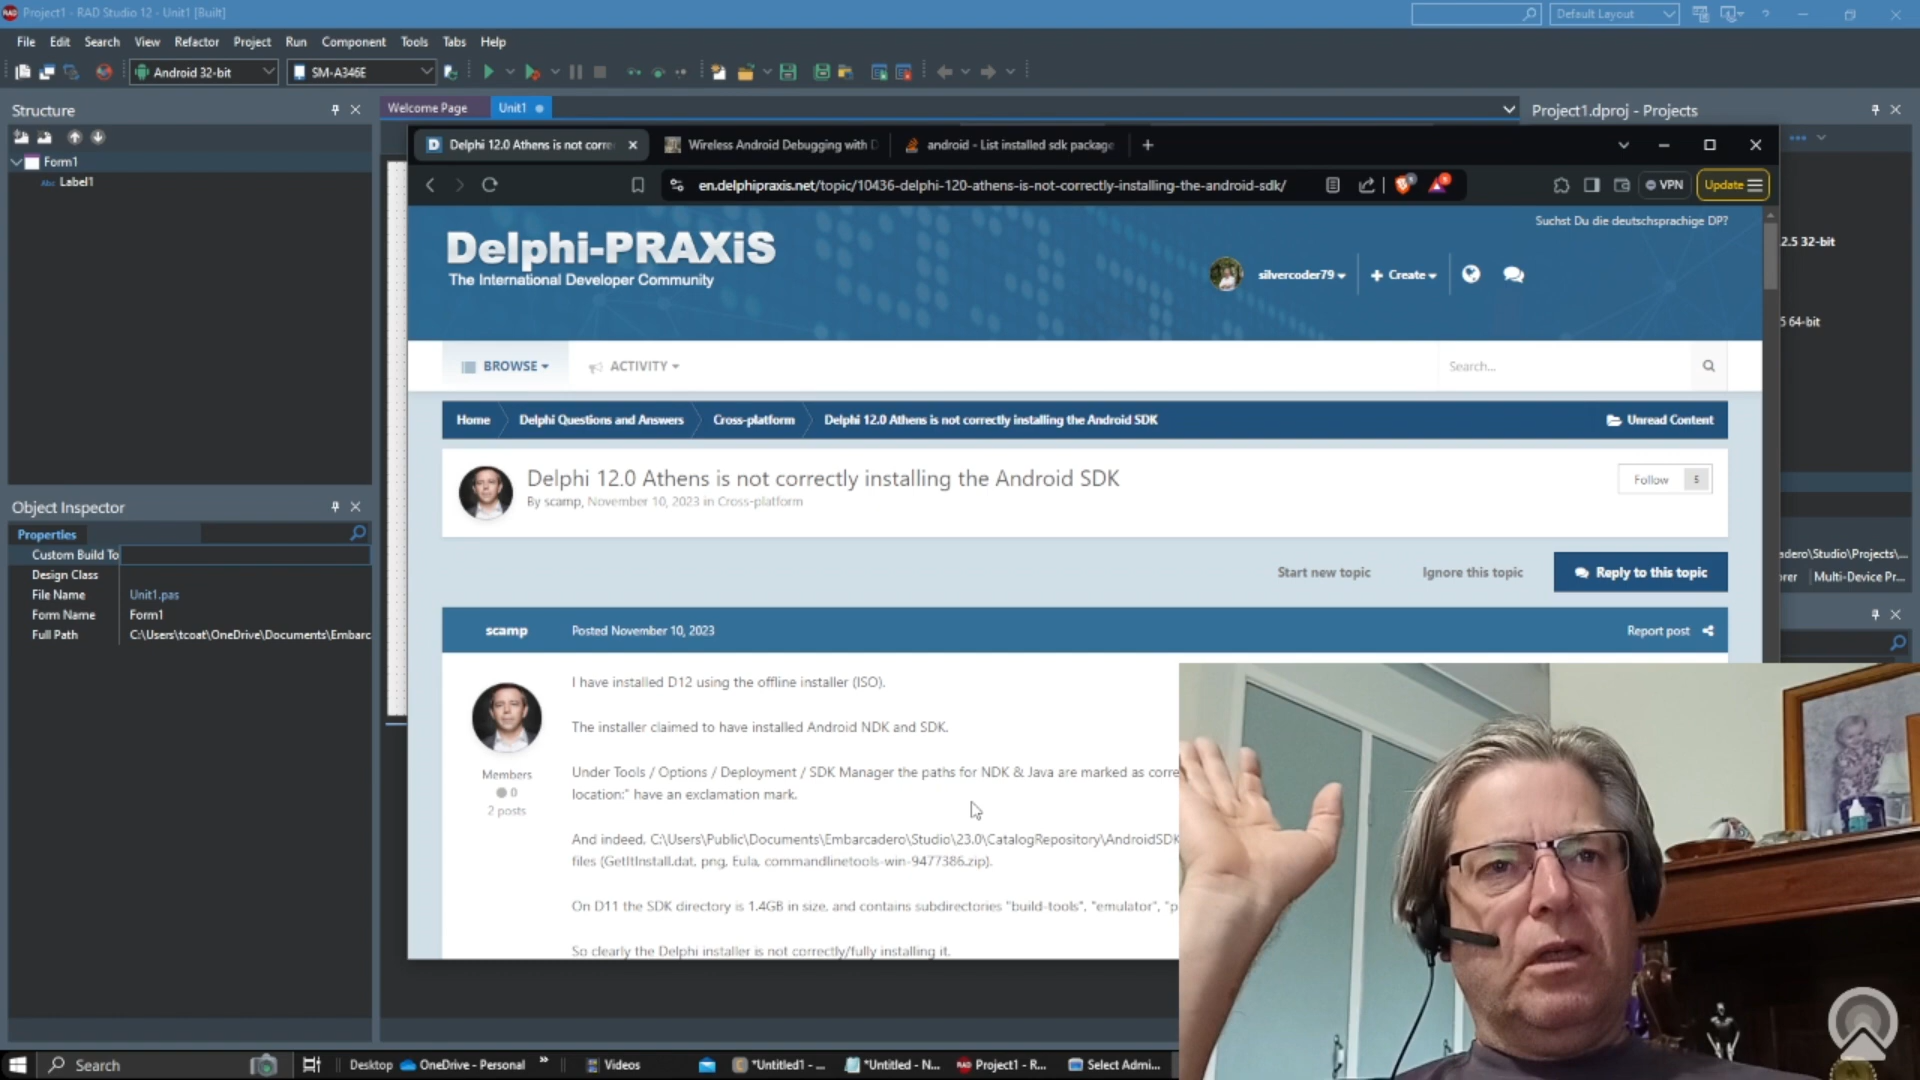 Project1 - RAD Studio 12 - Unit1 [Built]
Default Layout
File Edit Search View Refactor Project Run Component Tools Tabs Help
Android 32-bit
SM-A346E
Structure
Welcome Page
Unit1
Project1.dproj - Projects
Form1
Abc Label1
Delphi 12.0 Athens is not corre
Wireless Android Debugging with D
android - List installed sdk package
en.delphipraxis.net/topic/10436-delphi-120-athens-is-not-correctly-installing-the-android-sdk/
VPN
Update
Suchst Du die deutschsprachige DP?
2.5 32-bit
5 64-bit
Delphi-PRAXiS
The International Developer Community
silvercoder79
Create
BROWSE
ACTIVITY
Search...
Home
Delphi Questions and Answers
Cross-platform
Delphi 12.0 Athens is not correctly installing the Android SDK
Unread Content
Delphi 12.0 Athens is not correctly installing the Android SDK
By scamp, November 10, 2023 in Cross-platform
Follow 5
Start new topic
Ignore this topic
Reply to this topic
scamp
Posted November 10, 2023
Report post
Members
0
2 posts
I have installed D12 using the offline installer (ISO).
The installer claimed to have installed Android NDK and SDK.
Under Tools / Options / Deployment / SDK Manager the paths for NDK & Java are marked as corre
location:" have an exclamation mark.
And indeed, C:\Users\Public\Documents\Embarcadero\Studio\23.0\CatalogRepository\AndroidSDK
files (GetItInstall.dat, png, Eula, commandlinetools-win-9477386.zip).
On D11 the SDK directory is 1.4GB in size, and contains subdirectories "build-tools", "emulator", "p
So clearly the Delphi installer is not correctly/fully installing it.
Object Inspector
Properties
Custom Build To
Design Class
File Name Unit1.pas
Form Name Form1
Full Path C:\Users\tcoat\OneDrive\Documents\Embarc
adero\Studio\Projects\...
orer
Multi-Device Pr...
Search
Desktop
OneDrive - Personal
Videos
*Untitled1 - ...
*Untitled - N...
Project1 - R...
Select Admi...